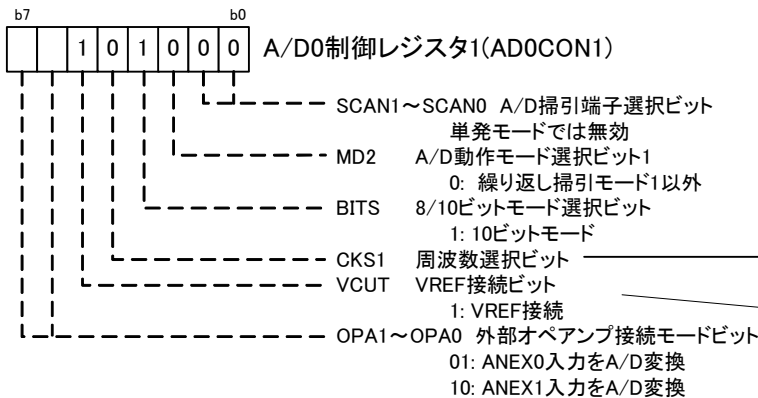 b7 b0
1 0 1 0 0 0 A/D0制御レジスタ1(AD0CON1)
SCAN1～SCAN0 A/D掃引端子選択ビット
単発モードでは無効
MD2 A/D動作モード選択ビット1
0: 繰り返し掃引モード1以外
BITS 8/10ビットモード選択ビット
1: 10ビットモード
CKS1 周波数選択ビット
VCUT VREF接続ビット
1: VREF接続
OPA1～OPA0 外部オペアンプ接続モードビット
01: ANEX0入力をA/D変換
10: ANEX1入力をA/D変換